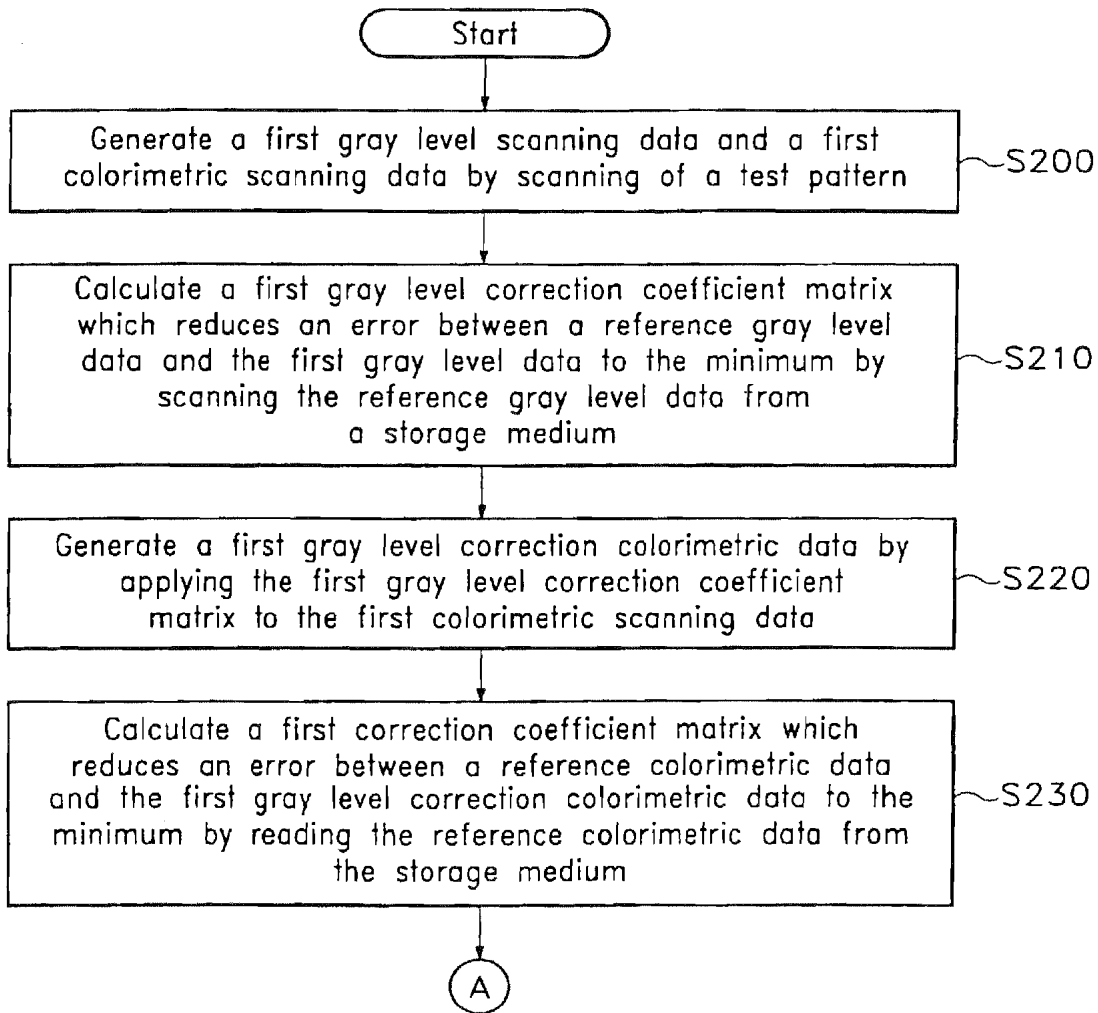 Start
Generate a first gray level scanning data and a first
colorimetric scanning data by scanning of a test pattern
S200
Calculate a first gray level correction coefficient matrix
which reduces an error between a reference gray level
data and the first gray level data to the minimum by
scanning the reference gray level data from
a storage medium
S210
Generate a first gray level correction colorimetric data by
applying the first gray level correction coefficient
matrix to the first colorimetric scanning data
S220
Calculate a first correction coefficient matrix which
reduces an error between a reference colorimetric data
and the first gray level correction colorimetric data to the
minimum by reading the reference colorimetric data from
the storage medium
S230
A